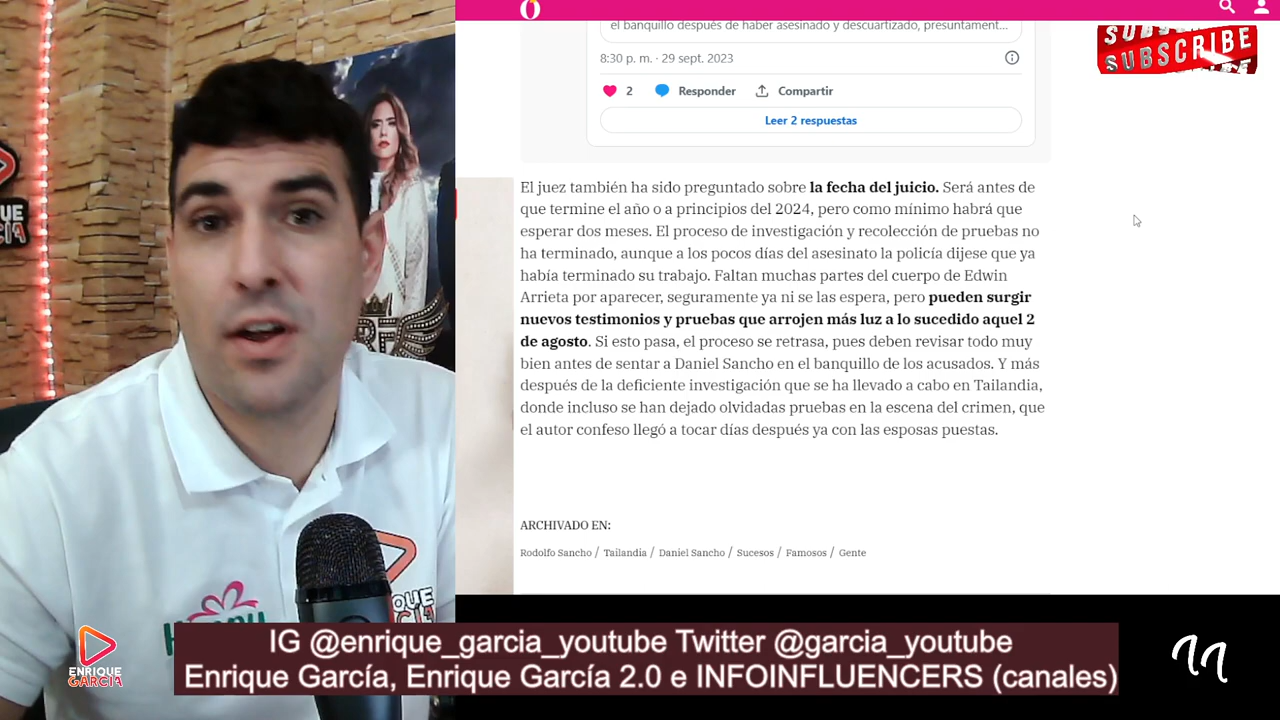 el banquillo después de haber asesinado y descuartizado, presuntament...
SUBSCRIBE
8:30 p. m. · 29 sept. 2023
2 Responder Compartir
Leer 2 respuestas
El juez también ha sido preguntado sobre la fecha del juicio. Será antes de
que termine el año o a principios del 2024, pero como mínimo habrá que
esperar dos meses. El proceso de investigación y recolección de pruebas no
ha terminado, aunque a los pocos días del asesinato la policía dijese que ya
había terminado su trabajo. Faltan muchas partes del cuerpo de Edwin
Arrieta por aparecer, seguramente ya ni se las espera, pero pueden surgir
nuevos testimonios y pruebas que arrojen más luz a lo sucedido aquel 2
de agosto. Si esto pasa, el proceso se retrasa, pues deben revisar todo muy
bien antes de sentar a Daniel Sancho en el banquillo de los acusados. Y más
después de la deficiente investigación que se ha llevado a cabo en Tailandia,
donde incluso se han dejado olvidadas pruebas en la escena del crimen, que
el autor confeso llegó a tocar días después ya con las esposas puestas.
ARCHIVADO EN:
Rodolfo Sancho / Tailandia / Daniel Sancho / Sucesos / Famosos / Gente
IG @enrique_garcia_youtube Twitter @garcia_youtube
Enrique García, Enrique García 2.0 e INFOINFLUENCERS (canales)
ENRIQUE
GARCÍA